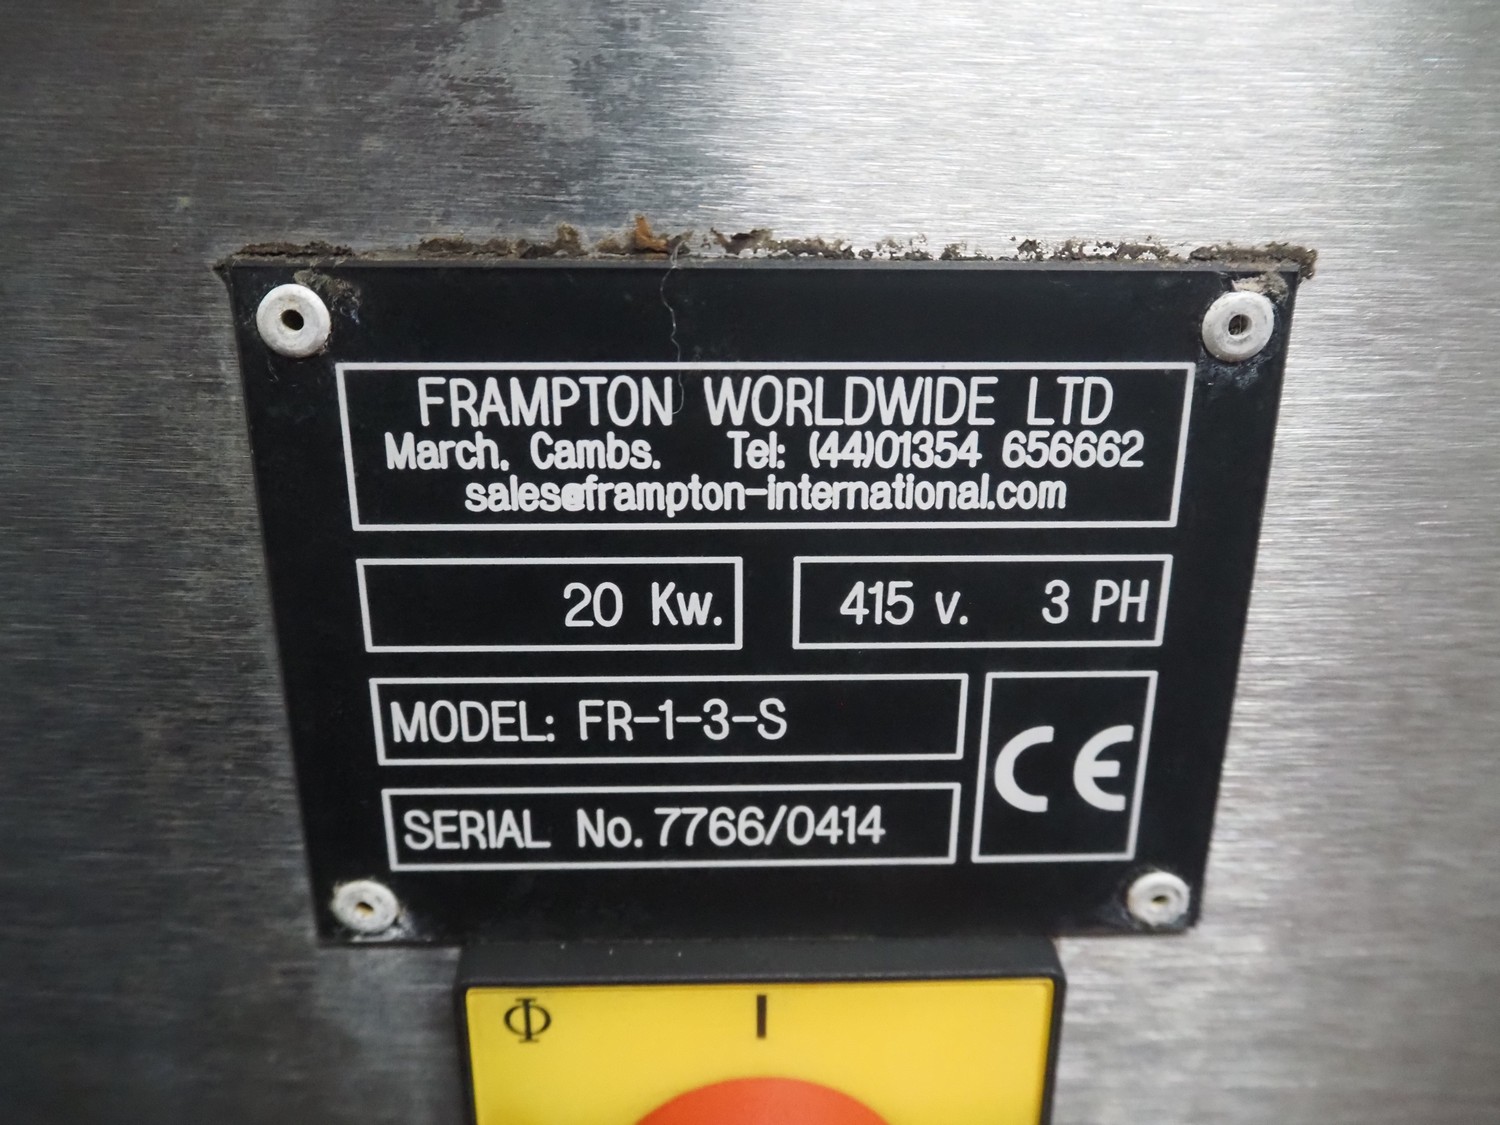 FRAMPTON WORLDWIDE LTD
March. Cambs. Tel: (44)01354 656662
sales@frampton-international.com
20 Kw.
415 v. 3 PH
MODEL: FR-1-3-S
CE
SERIAL No. 7766/0414
Φ I